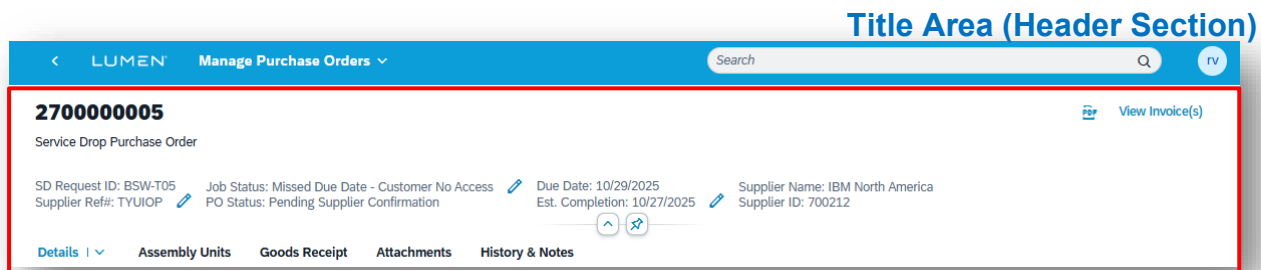 Title Area (Header Section)
LUMEN Manage Purchase Orders Search rv
2700000005 PDF View Invoice(s)
Service Drop Purchase Order
SD Request ID: BSW-T05 Job Status: Missed Due Date - Customer No Access Due Date: 10/29/2025 Supplier Name: IBM North America
Supplier Ref#: TYUIOP PO Status: Pending Supplier Confirmation Est. Completion: 10/27/2025 Supplier ID: 700212
Details Assembly Units Goods Receipt Attachments History & Notes